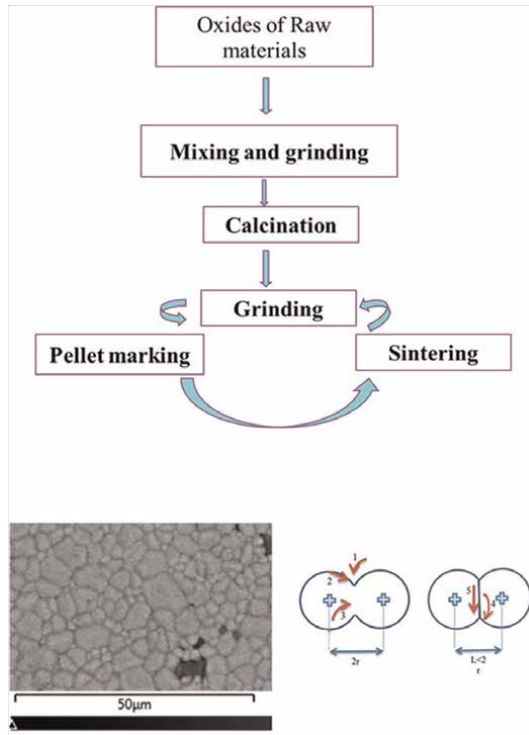 Oxides of Raw
materials
Mixing and grinding
Calcination
Grinding
Pellet marking
Sintering
50µm
1
2
3
2r
5
4
L<2
r